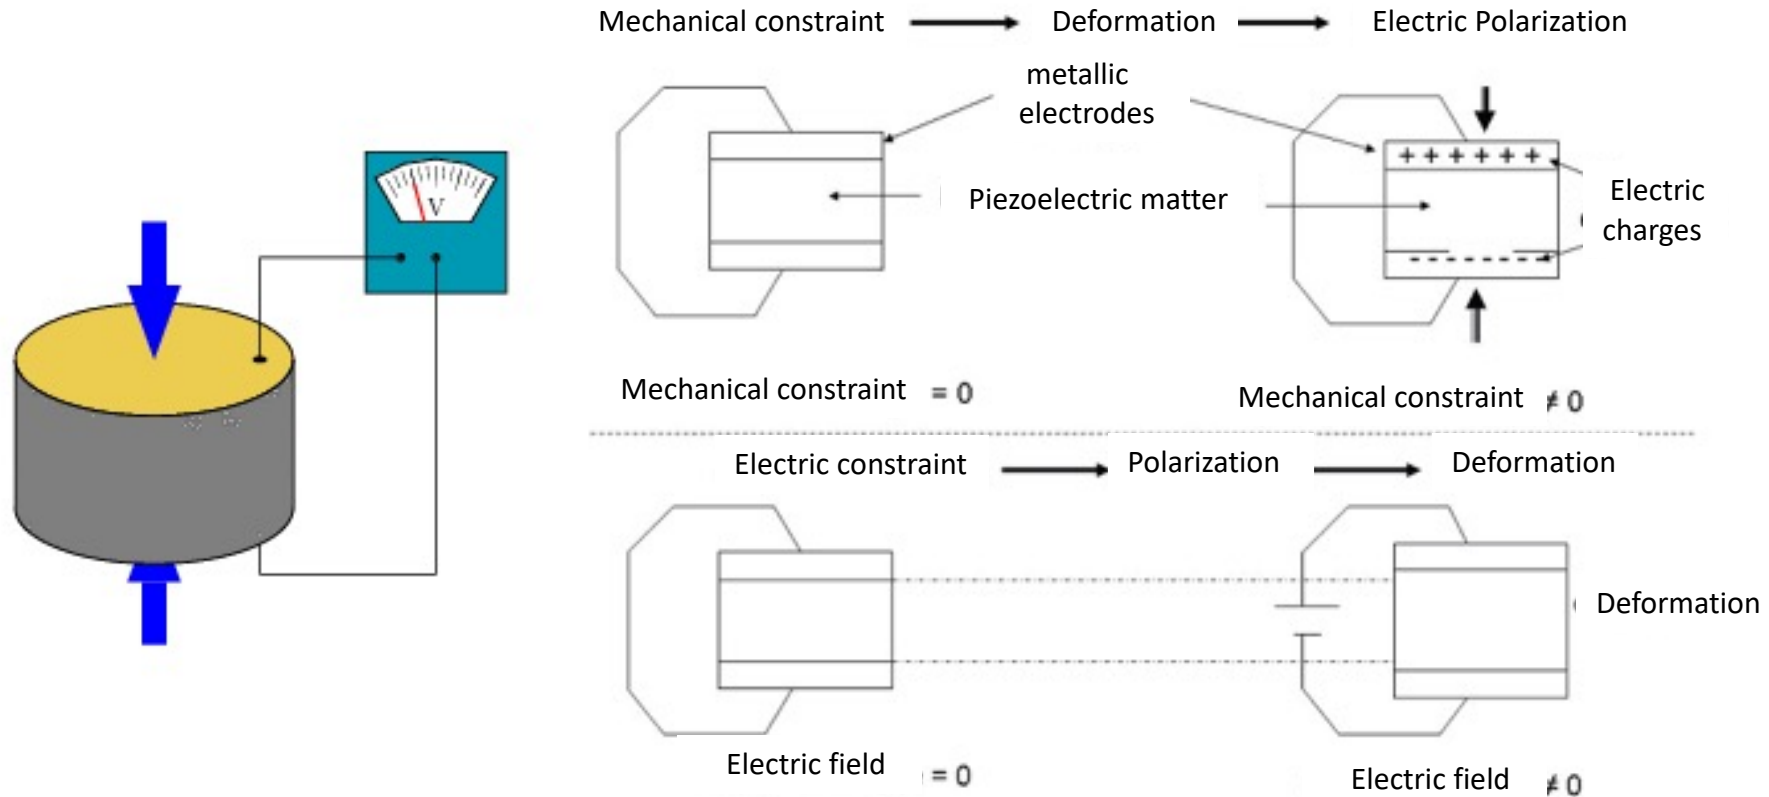 Mechanical constraint Deformation Electric Polarization
metallic
electrodes
+ + + + + +
V
Piezoelectric matter
Electric
charges
- - - - - - -
Mechanical constraint = 0
Mechanical constraint ≠ 0
Electric constraint Polarization Deformation
Deformation
Electric field = 0
Electric field ≠ 0